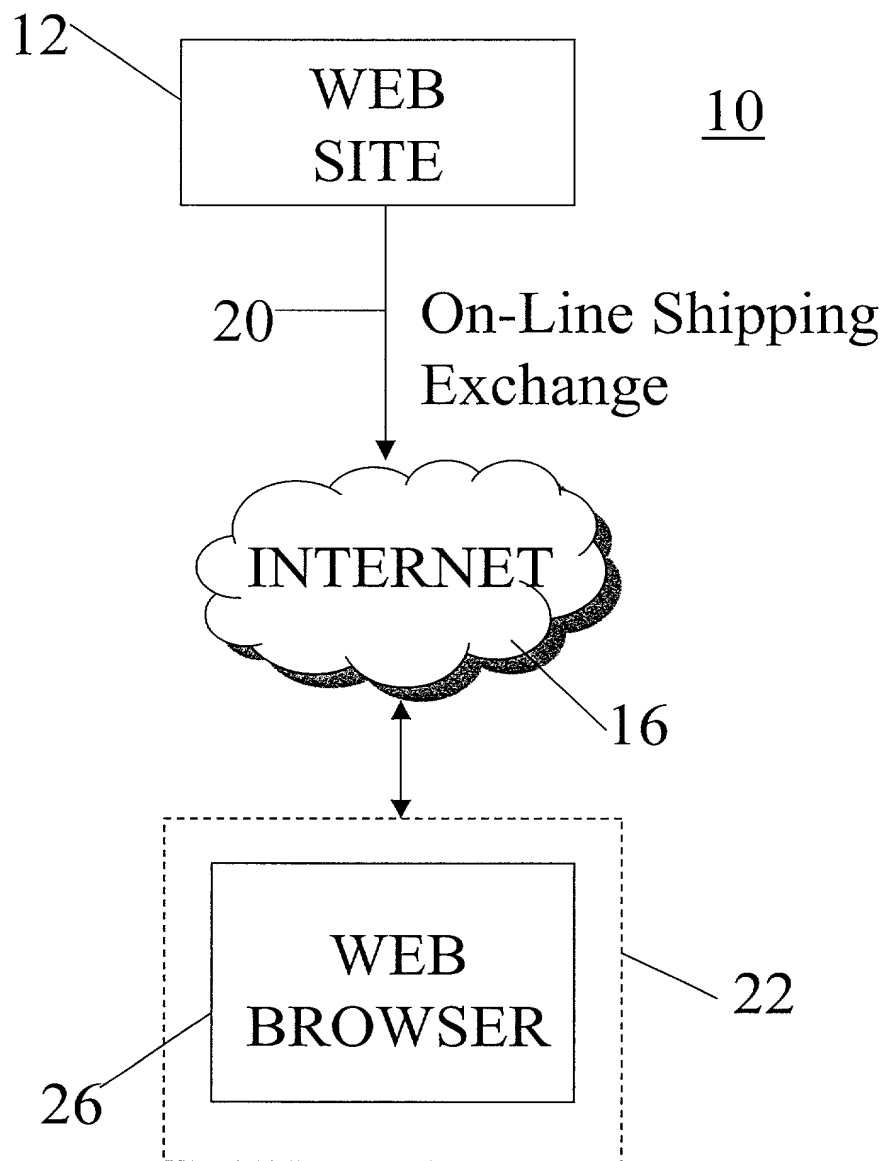 12
WEB
SITE
10
20
On-Line Shipping
Exchange
INTERNET
16
WEB
BROWSER
22
26